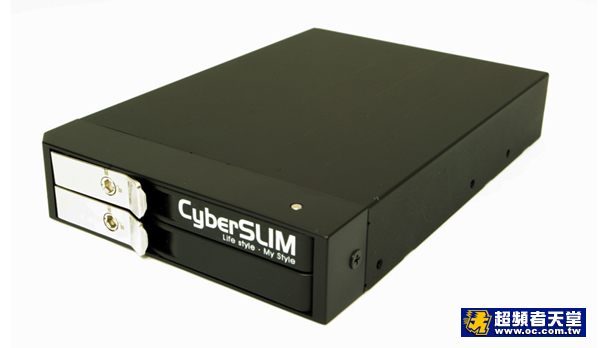 CyberSLIM
Life style · My Style
超頻者天堂
www.oc.com.tw